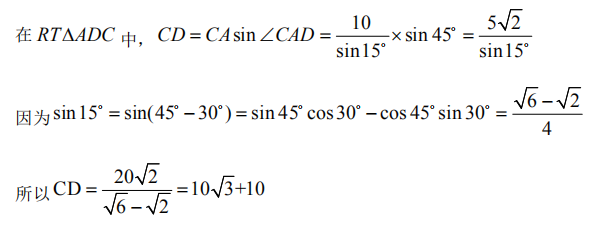 在 RTΔADC 中，CD=CA sin∠CAD=10/sin15°×sin45°=5√2/sin15°
因为 sin15°=sin(45°−30°)=sin45°cos30°−cos45°sin30°=(√6−√2)/4
所以 CD=20√2/(√6−√2)=10√3+10